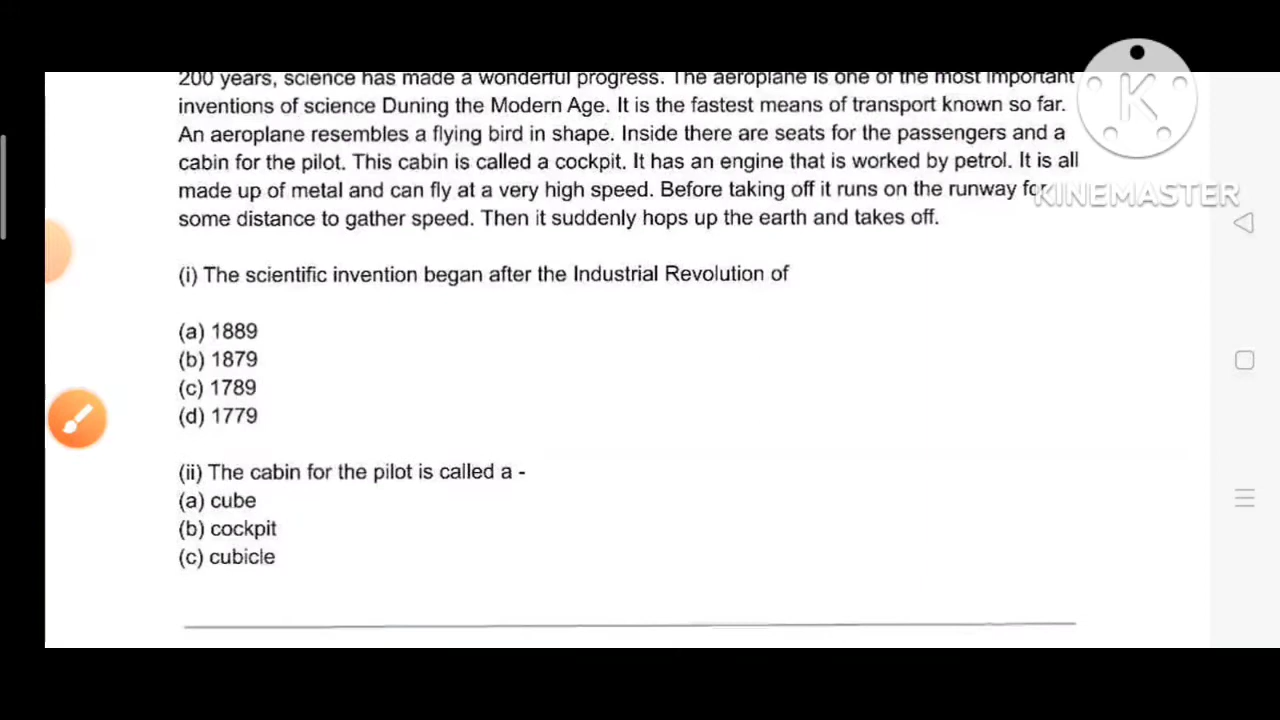 200 years, science has made a wonderful progress. The aeroplane is one of the most important
inventions of science Duning the Modern Age. It is the fastest means of transport known so far.
An aeroplane resembles a flying bird in shape. Inside there are seats for the passengers and a
cabin for the pilot. This cabin is called a cockpit. It has an engine that is worked by petrol. It is all
made up of metal and can fly at a very high speed. Before taking off it runs on the runway for
some distance to gather speed. Then it suddenly hops up the earth and takes off.
KINEMASTER
(i) The scientific invention began after the Industrial Revolution of
(a) 1889
(b) 1879
(c) 1789
(d) 1779
(ii) The cabin for the pilot is called a -
(a) cube
(b) cockpit
(c) cubicle